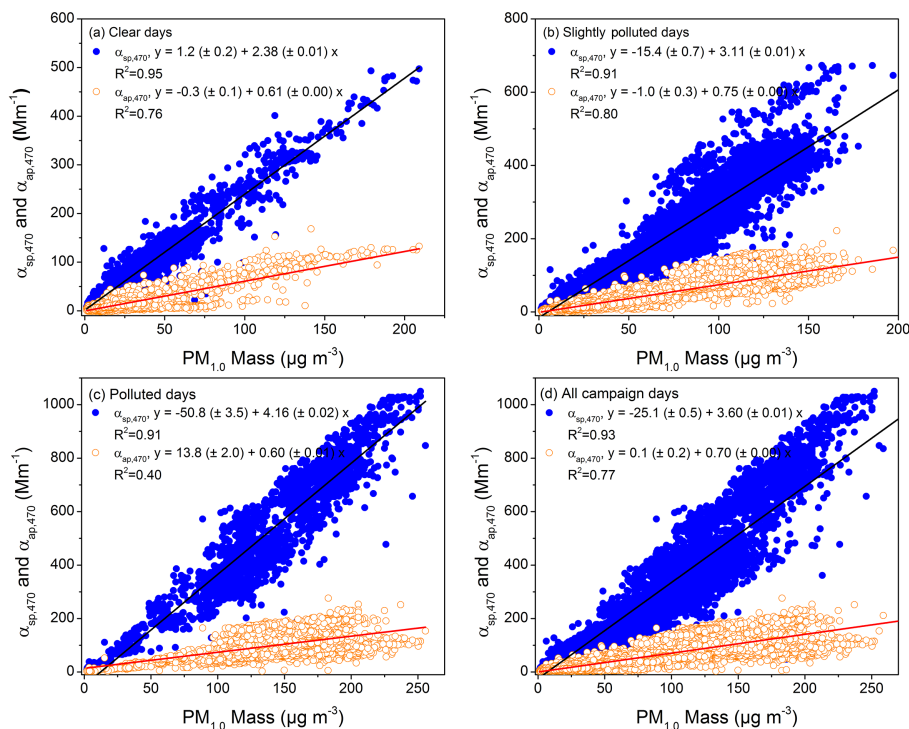 (a) Clear days
α_sp,470, y = 1.2 (± 0.2) + 2.38 (± 0.01) x
R²=0.95
α_ap,470, y = -0.3 (± 0.1) + 0.61 (± 0.00) x
R²=0.76
600
500
400
300
200
100
0
α_sp,470 and α_ap,470 (Mm⁻¹)
0 50 100 150 200
PM₁.₀ Mass (µg m⁻³)
(b) Slightly polluted days
α_sp,470, y = -15.4 (± 0.7) + 3.11 (± 0.01) x
R²=0.91
α_ap,470, y = -1.0 (± 0.3) + 0.75 (± 0.00) x
R²=0.80
800
600
400
200
0
α_sp,470 and α_ap,470 (Mm⁻¹)
0 50 100 150 200
PM₁.₀ Mass (µg m⁻³)
(c) Polluted days
α_sp,470, y = -50.8 (± 3.5) + 4.16 (± 0.02) x
R²=0.91
α_ap,470, y = 13.8 (± 2.0) + 0.60 (± 0.01) x
R²=0.40
1000
800
600
400
200
0
α_sp,470 and α_ap,470 (Mm⁻¹)
0 50 100 150 200 250
PM₁.₀ Mass (µg m⁻³)
(d) All campaign days
α_sp,470, y = -25.1 (± 0.5) + 3.60 (± 0.01) x
R²=0.93
α_ap,470, y = 0.1 (± 0.2) + 0.70 (± 0.00) x
R²=0.77
1000
800
600
400
200
0
α_sp,470 and α_ap,470 (Mm⁻¹)
0 50 100 150 200 250
PM₁.₀ Mass (µg m⁻³)